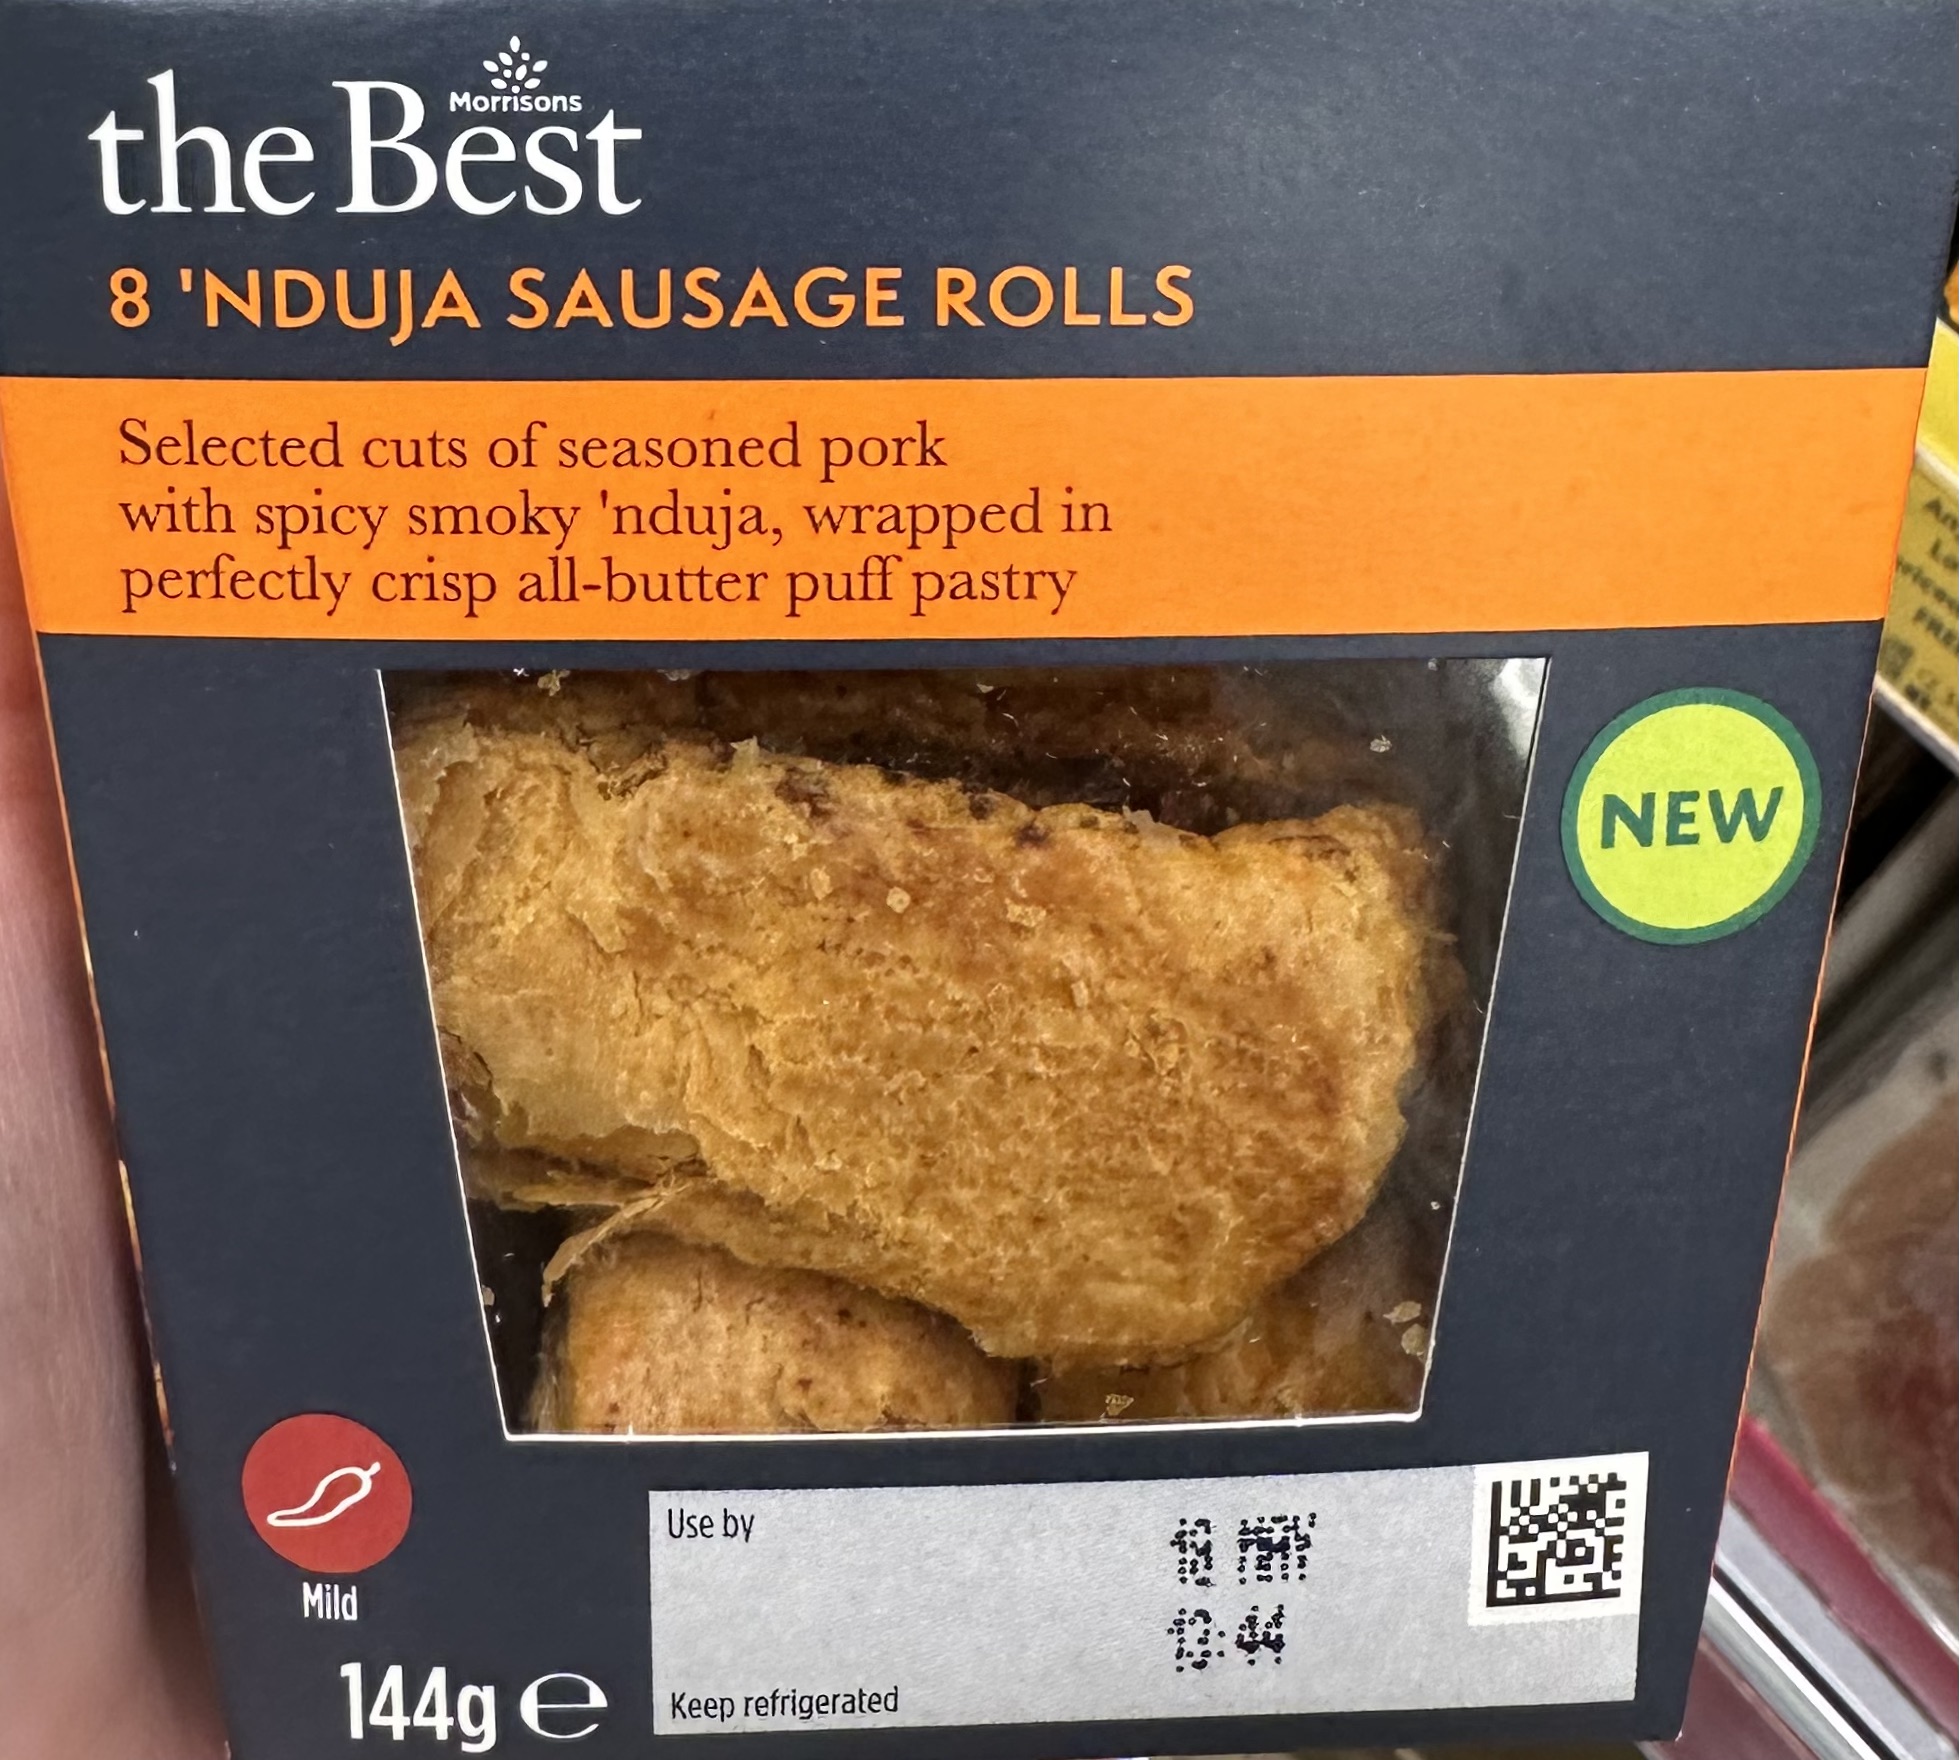 Morrisons
the Best
8 'NDUJA SAUSAGE ROLLS
Selected cuts of seasoned pork
with spicy smoky 'nduja, wrapped in
perfectly crisp all-butter puff pastry
NEW
Mild
144g e
Use by
Keep refrigerated